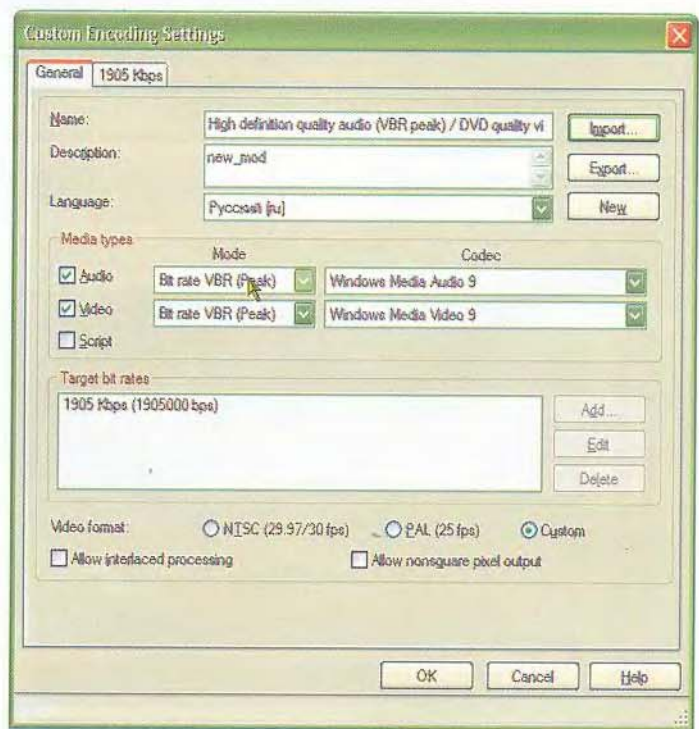 Custom Encoding Settings
General 1905 Kbps
Name: High definition quality audio (VBR peak) / DVD quality vi Import...
Description: new_mod Export...
Language: Русский [ru] New
Media types
Mode Codec
Audio Bit rate VBR (Peak) Windows Media Audio 9
Video Bit rate VBR (Peak) Windows Media Video 9
Script
Target bit rates
1905 Kbps (1905000 bps) Add...
Edit
Delete
Video format: NTSC (29.97/30 fps) PAL (25 fps) Custom
Allow interlaced processing Allow nonsquare pixel output
OK Cancel Help